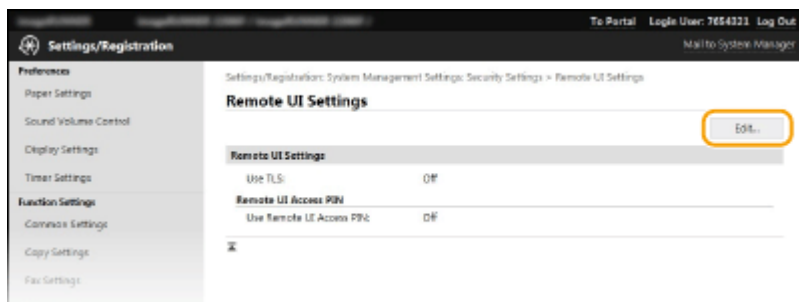 To Portal Login User: 7654321 Log Out
Settings/Registration
Mail to System Manager
Preferences
Paper Settings
Sound Volume Control
Display Settings
Timer Settings
Function Settings
Common Settings
Copy Settings
Fax Settings
Settings/Registration: System Management Settings: Security Settings > Remote UI Settings
Remote UI Settings
Edit...
Remote UI Settings
Use TLS: Off
Remote UI Access PIN
Use Remote UI Access PIN: Off